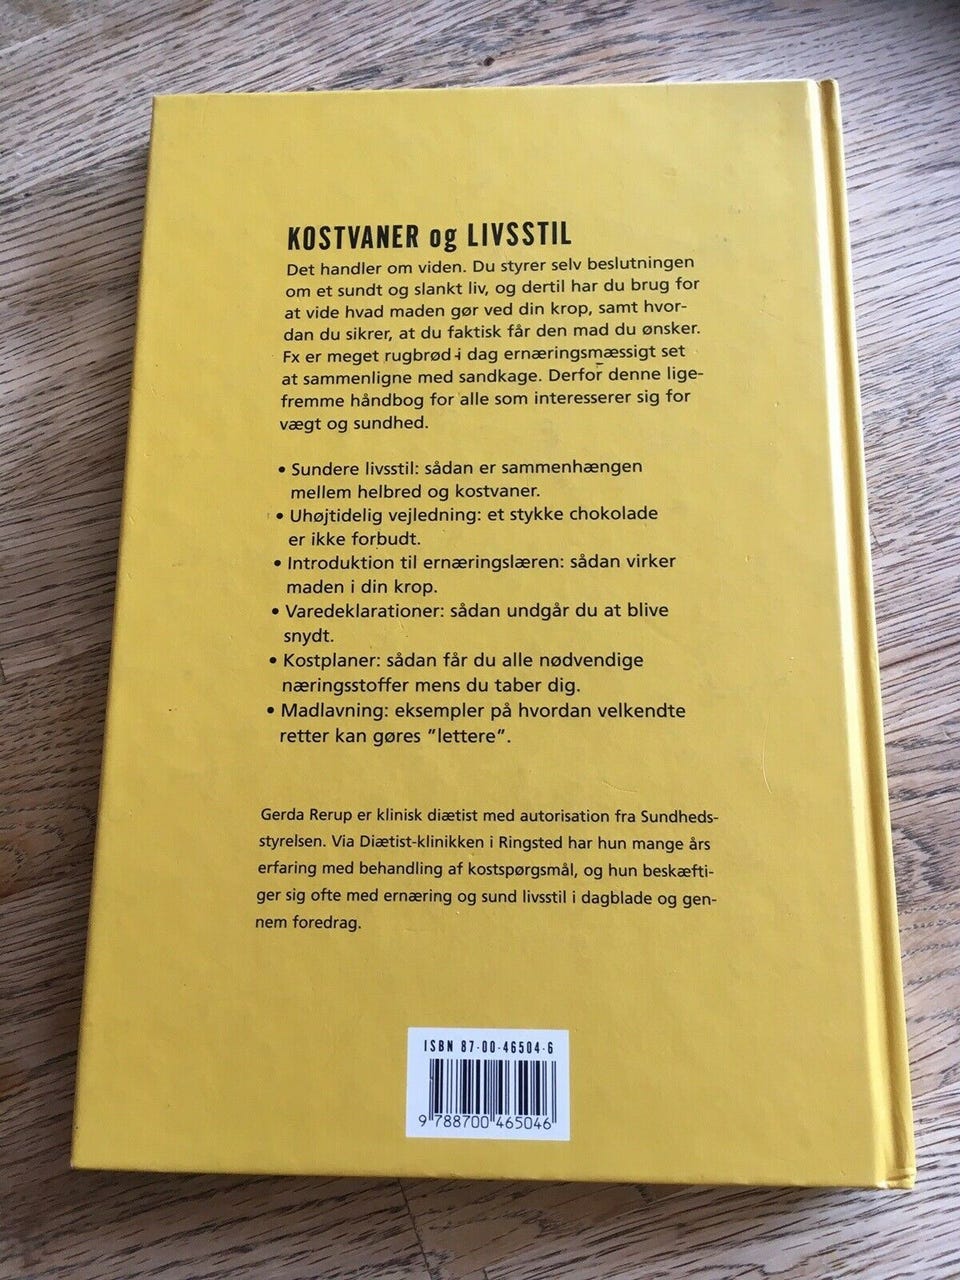 KOSTVANER og LIVSSTIL
Det handler om viden. Du styrer selv beslutningen
om et sundt og slankt liv, og dertil har du brug for
at vide hvad maden gør ved din krop, samt hvor-
dan du sikrer, at du faktisk får den mad du ønsker.
Fx er meget rugbrød i dag ernæringsmæssigt set
at sammenligne med sandkage. Derfor denne lige-
fremme håndbog for alle som interesserer sig for
vægt og sundhed.
• Sundere livsstil: sådan er sammenhængen
mellem helbred og kostvaner.
• Uhøjtidelig vejledning: et stykke chokolade
er ikke forbudt.
• Introduktion til ernæringslæren: sådan virker
maden i din krop.
• Varedeklarationer: sådan undgår du at blive
snydt.
• Kostplaner: sådan får du alle nødvendige
næringsstoffer mens du taber dig.
• Madlavning: eksempler på hvordan velkendte
retter kan gøres ”lettere”.
Gerda Rerup er klinisk diætist med autorisation fra Sundheds-
styrelsen. Via Diætist-klinikken i Ringsted har hun mange års
erfaring med behandling af kostspørgsmål, og hun beskæfti-
ger sig ofte med ernæring og sund livsstil i dagblade og gen-
nem foredrag.
ISBN 87-00-46504-6
9 788700 465046